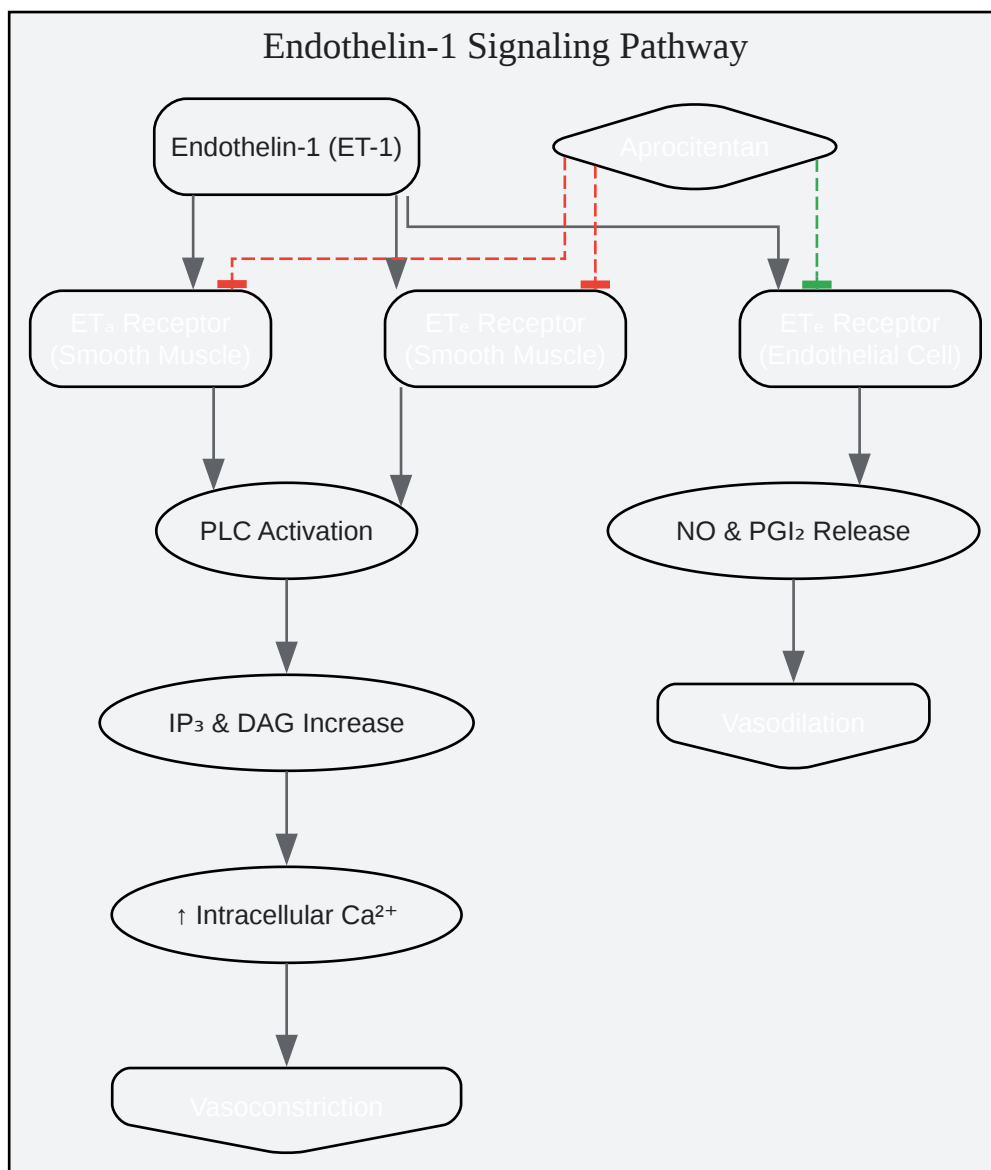 Endothelin-1 Signaling Pathway
Endothelin-1 (ET-1)
Aprocitentan
ETₐ Receptor
(Smooth Muscle)
ETₑ Receptor
(Smooth Muscle)
ETₑ Receptor
(Endothelial Cell)
PLC Activation
NO & PGI₂ Release
IP₃ & DAG Increase
Vasodilation
↑ Intracellular Ca²⁺
Vasoconstriction